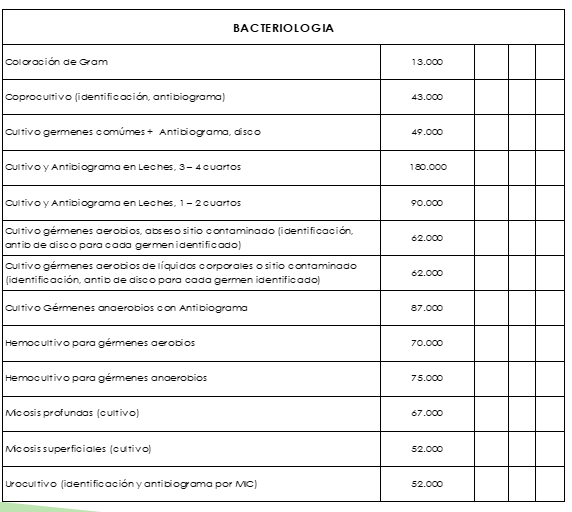 BACTERIOLOGIA
Coloración de Gram 13.000
Coprocultivo (identificación, antibiograma) 43.000
Cultivo germenes comúmes + Antibiograma, disco 49.000
Cultivo y Antibiograma en Leches, 3 – 4 cuartos 180.000
Cultivo y Antibiograma en Leches, 1 – 2 cuartos 90.000
Cultivo gérmenes aerobios, abseso sitio contaminado (identificación,
antib de disco para cada germen identificado) 62.000
Cultivo gérmenes aerobios de líquidos corporales o sitio contaminado
(identificación, antib de disco para cada germen identificado) 62.000
Cultivo Gérmenes anaerobios con Antibiograma 87.000
Hemocultivo para gérmenes aerobios 70.000
Hemocultivo para gérmenes anaerobios 75.000
Micosis profundas (cultivo) 67.000
Micosis superficiales (cultivo) 52.000
Urocultivo (identificación y antibiograma por MIC) 52.000